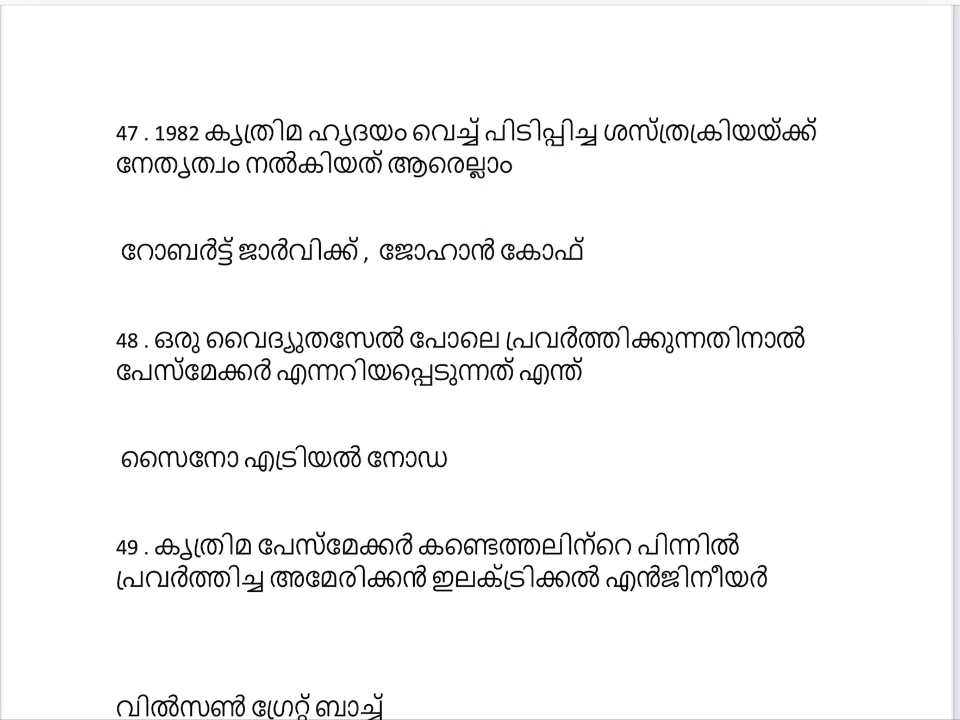 47 . 1982 കൃത്രിമ ഹൃദയം വെച്ച് പിടിപ്പിച്ച ശസ്ത്രക്രിയയ്ക്ക്
നേതൃത്വം നൽകിയത് ആരെല്ലാം
റോബർട്ട് ജാർവിക്ക് , ജോഹാൻ കോഫ്
48 . ഒരു വൈദ്യുതസേൽ പോലെ പ്രവർത്തിക്കുന്നതിനാൽ
പേസ്മേക്കർ എന്നറിയപ്പെടുന്നത് എന്ത്
സൈനോ എട്രിയൽ നോഡ
49 . കൃത്രിമ പേസ്മേക്കർ കണ്ടെത്തലിന്റെ പിന്നിൽ
പ്രവർത്തിച്ച അമേരിക്കൻ ഇലക്ട്രിക്കൽ എൻജിനീയർ
വിൽസൺ ഗ്രേറ്റ് ബാച്ച്